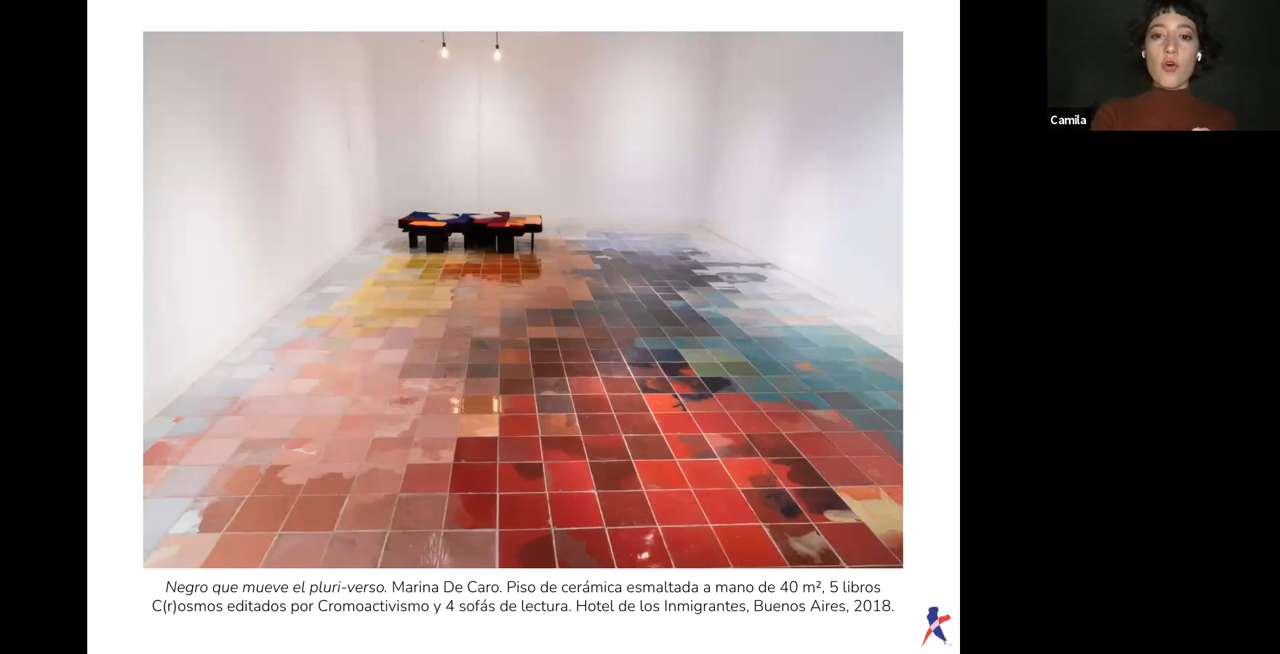 Camila
Negro que mueve el pluri-verso. Marina De Caro. Piso de cerámica esmaltada a mano de 40 m², 5 libros
C(r)osmos editados por Cromoactivismo y 4 sofás de lectura. Hotel de los Inmigrantes, Buenos Aires, 2018.